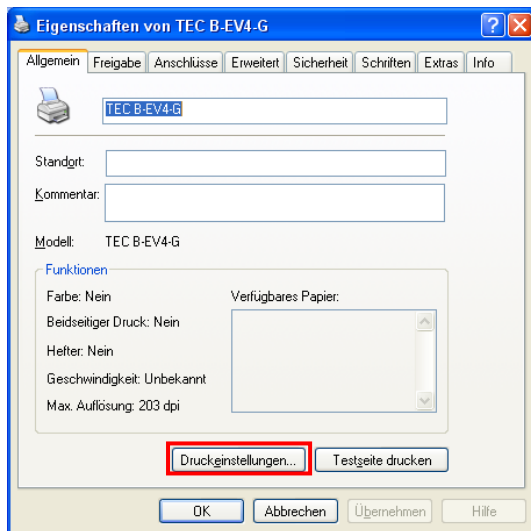 Eigenschaften von TEC B-EV4-G
Allgemein Freigabe Anschlüsse Erweitert Sicherheit Schriften Extras Info
TEC B-EV4-G
Standort:
Kommentar:
Modell: TEC B-EV4-G
Funktionen
Farbe: Nein Verfügbares Papier:
Beidseitiger Druck: Nein
Hefter: Nein
Geschwindigkeit: Unbekannt
Max. Auflösung: 203 dpi
Druckeinstellungen... Testseite drucken
OK Abbrechen Übernehmen Hilfe